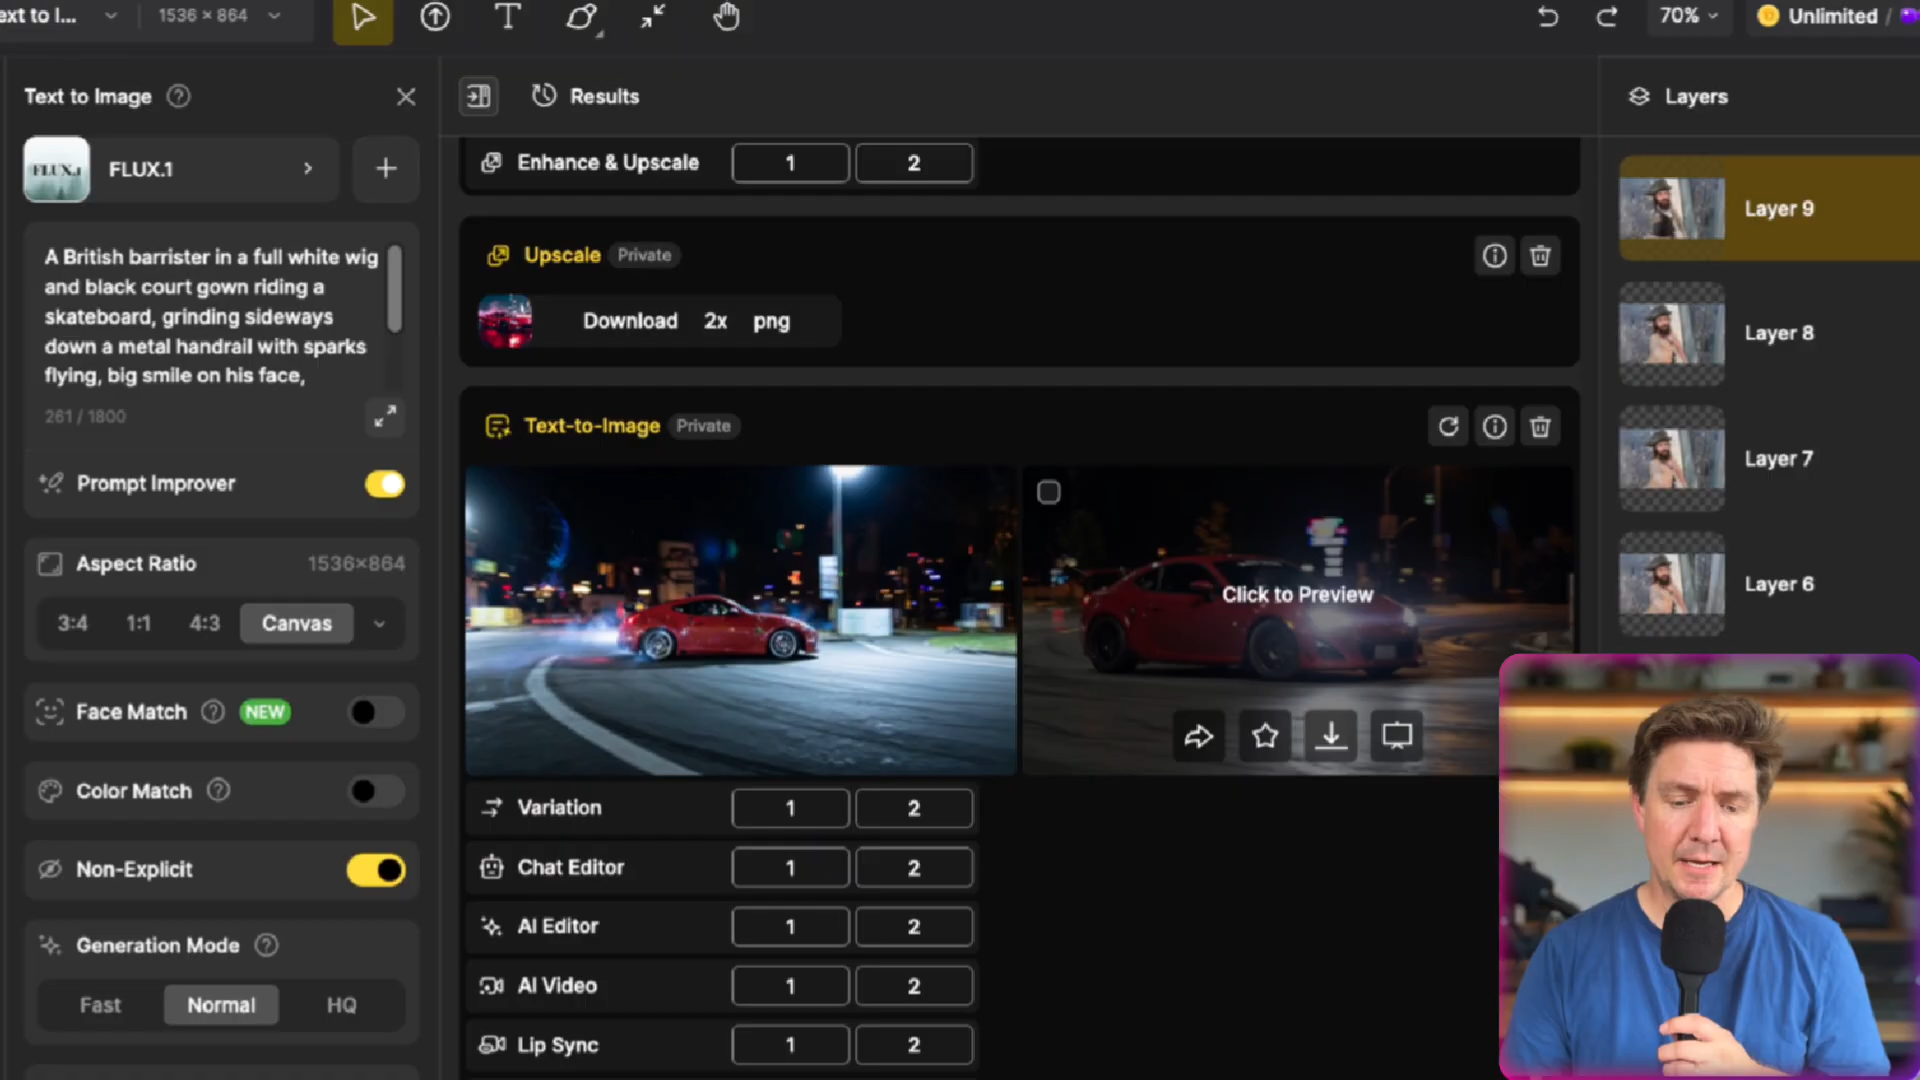 ext to I...
1536 × 864
70%
Unlimited /
Text to Image
Results
Layers
FLUX.1
FLUX.1
Enhance & Upscale
1
2
A British barrister in a full white wig
and black court gown riding a
skateboard, grinding sideways
down a metal handrail with sparks
flying, big smile on his face,
261 / 1800
Prompt Improver
Aspect Ratio
1536×864
3:4
1:1
4:3
Canvas
Face Match
NEW
Color Match
Non-Explicit
Generation Mode
Fast
Normal
HQ
Upscale
Private
Download
2x
png
Text-to-Image
Private
Click to Preview
Variation
1
2
Chat Editor
1
2
AI Editor
1
2
AI Video
1
2
Lip Sync
1
2
Layer 9
Layer 8
Layer 7
Layer 6